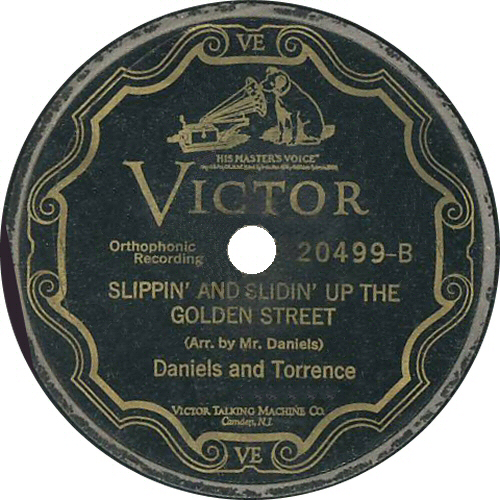 VE
"HIS MASTER'S VOICE"
VICTOR
Orthophonic
Recording
20499-B
SLIPPIN' AND SLIDIN' UP THE
GOLDEN STREET
(Arr. by Mr. Daniels)
Daniels and Torrence
VICTOR TALKING MACHINE CO.
Camden, N.J.
VE